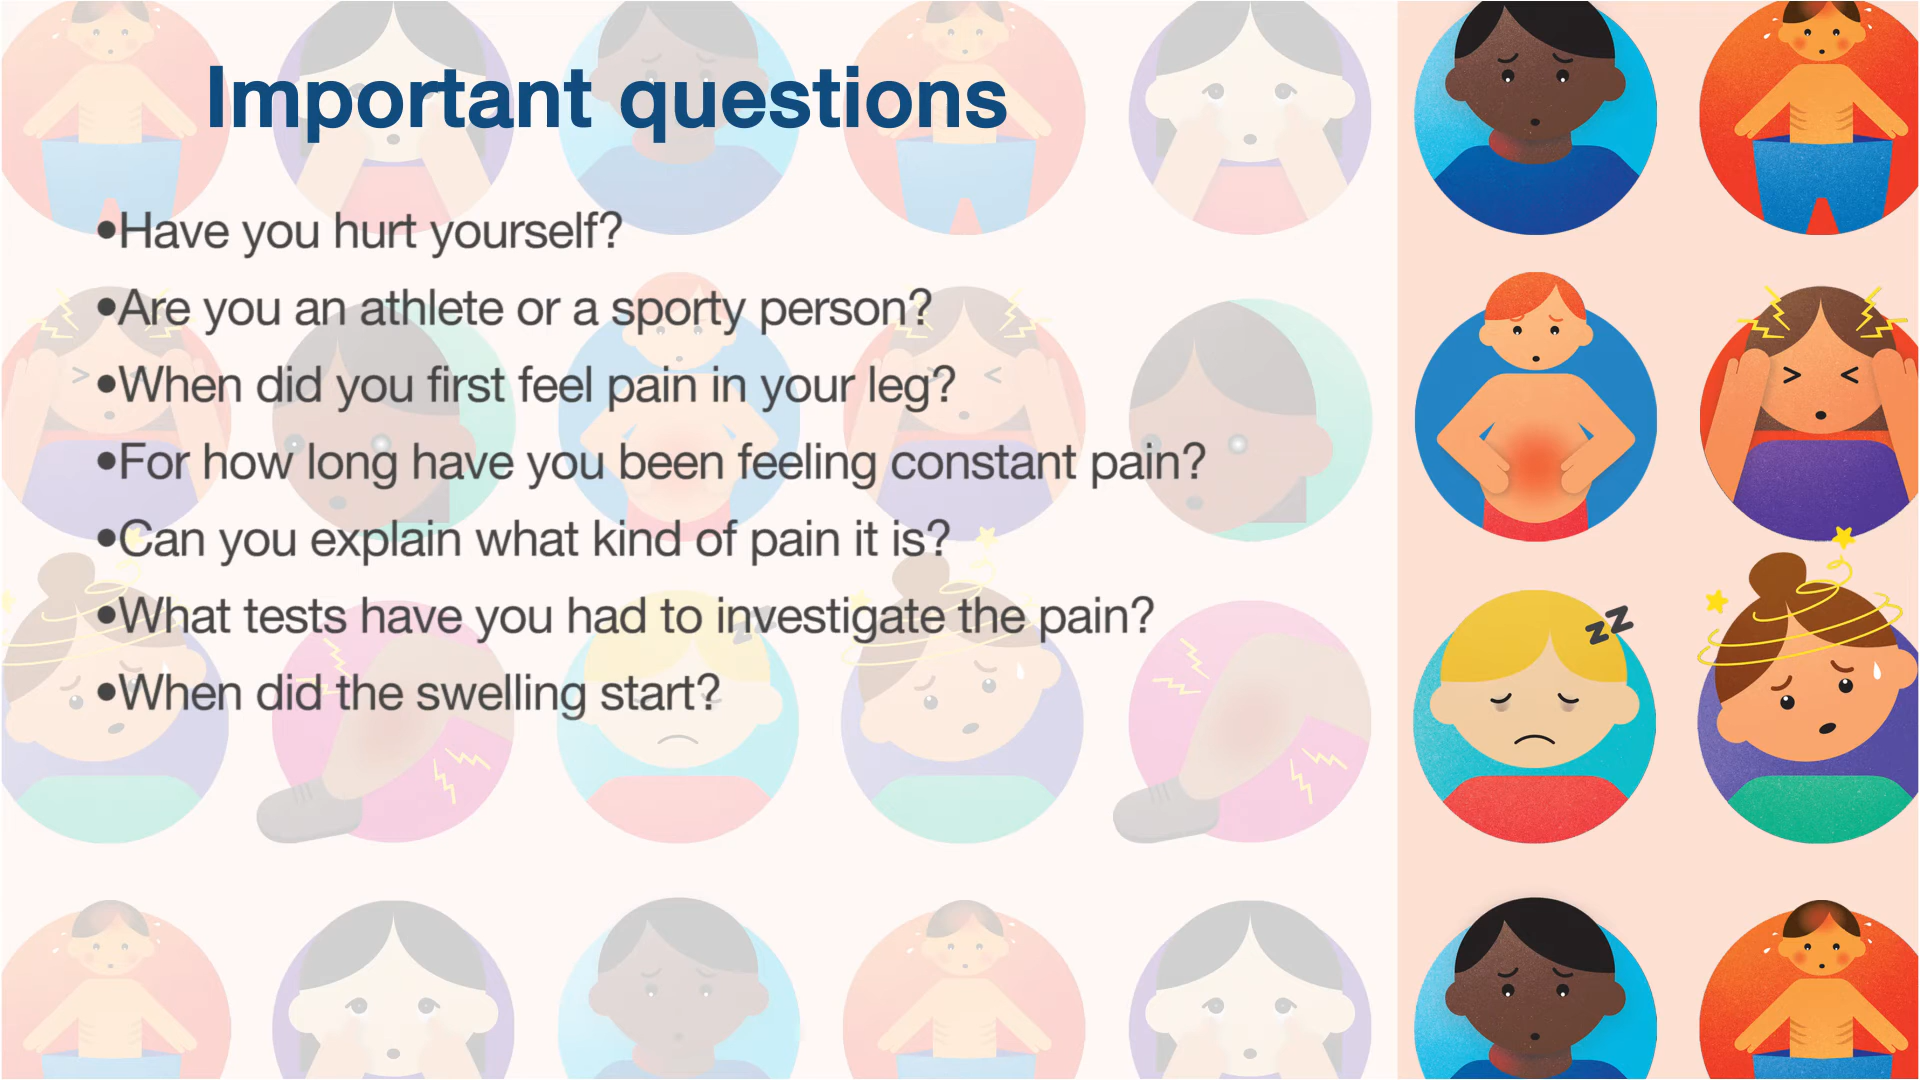 Important questions
•Have you hurt yourself?
•Are you an athlete or a sporty person?
•When did you first feel pain in your leg?
•For how long have you been feeling constant pain?
•Can you explain what kind of pain it is?
•What tests have you had to investigate the pain?
•When did the swelling start?
zz